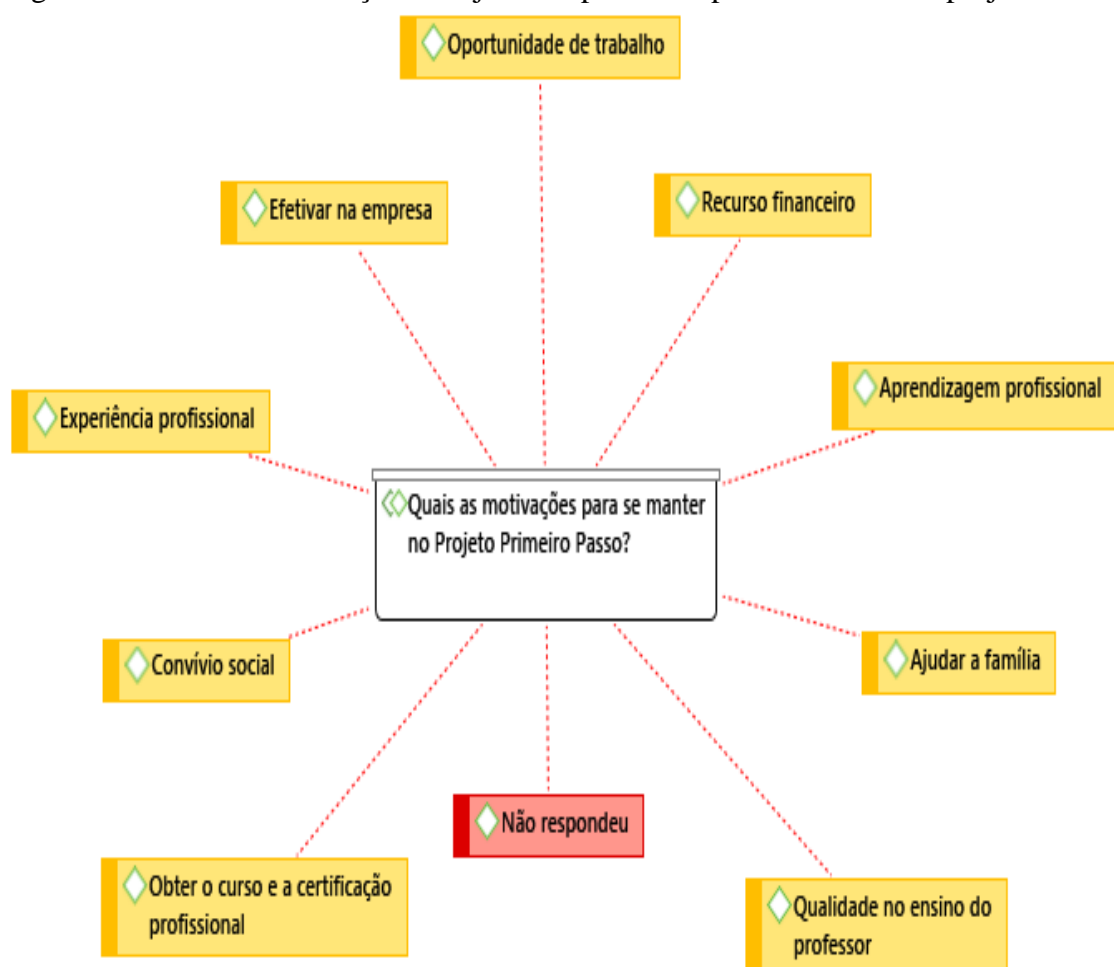 Oportunidade de trabalho
Efetivar na empresa
Recurso financeiro
Experiência profissional
Aprendizagem profissional
Quais as motivações para se manter
no Projeto Primeiro Passo?
Convívio social
Ajudar a família
Não respondeu
Obter o curso e a certificação
profissional
Qualidade no ensino do
professor